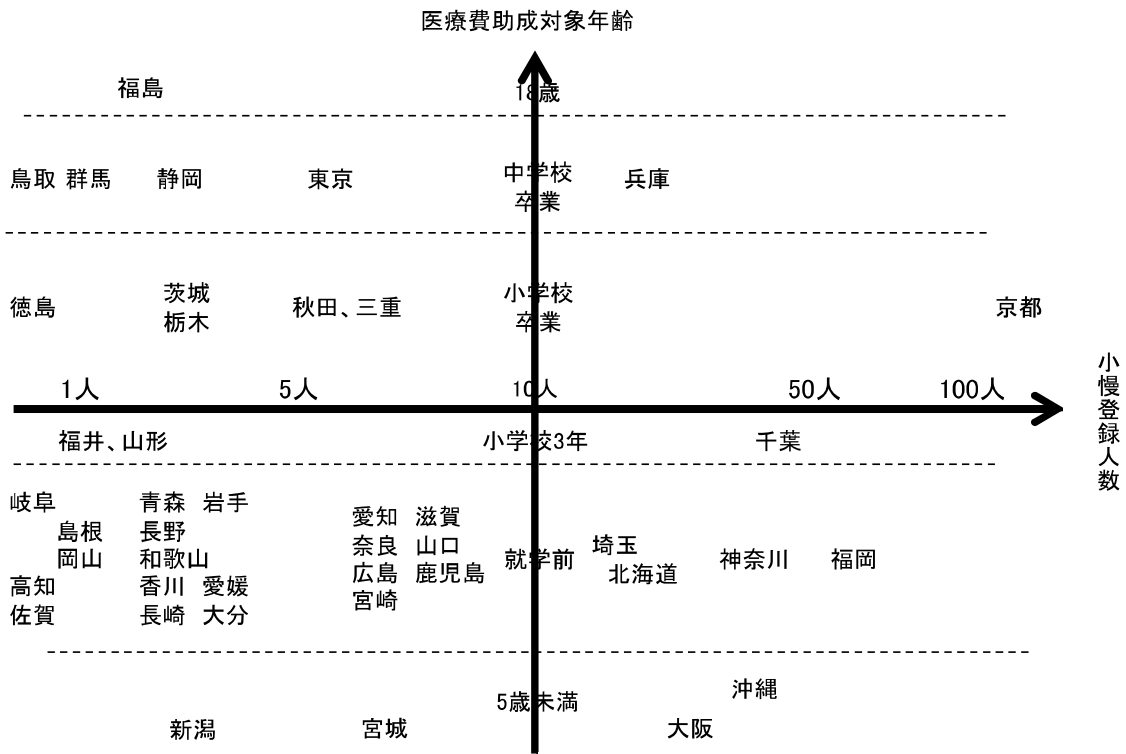 医療費助成対象年齢
福島
18歳
鳥取 群馬 静岡 東京
中学校
卒業
兵庫
徳島
茨城
栃木
秋田、三重
小学校
卒業
京都
1人 5人 10人 50人 100人
小慢登録人数
福井、山形
小学校3年
千葉
岐阜
島根
岡山
高知
佐賀
青森 岩手
長野
和歌山
香川 愛媛
長崎 大分
愛知 滋賀
奈良 山口
広島 鹿児島
宮崎
就学前
埼玉
北海道
神奈川
福岡
5歳未満
沖縄
新潟
宮城
大阪